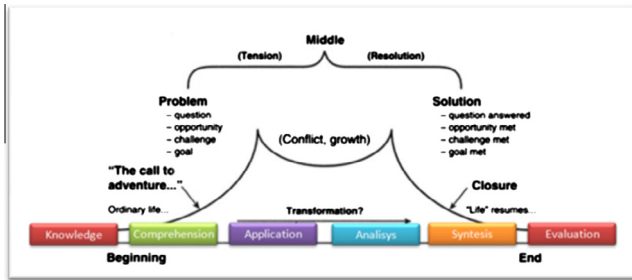 Middle
(Tension)
(Resolution)
Problem
– question
– opportunity
– challenge
– goal
Solution
– question answered
– opportunity met
– challenge met
– goal met
(Conflict, growth)
"The call to
adventure..."
Closure
Ordinary life...
Transformation?
"Life" resumes...
Knowledge
Comprehension
Application
Analisys
Syntesis
Evaluation
Beginning
End